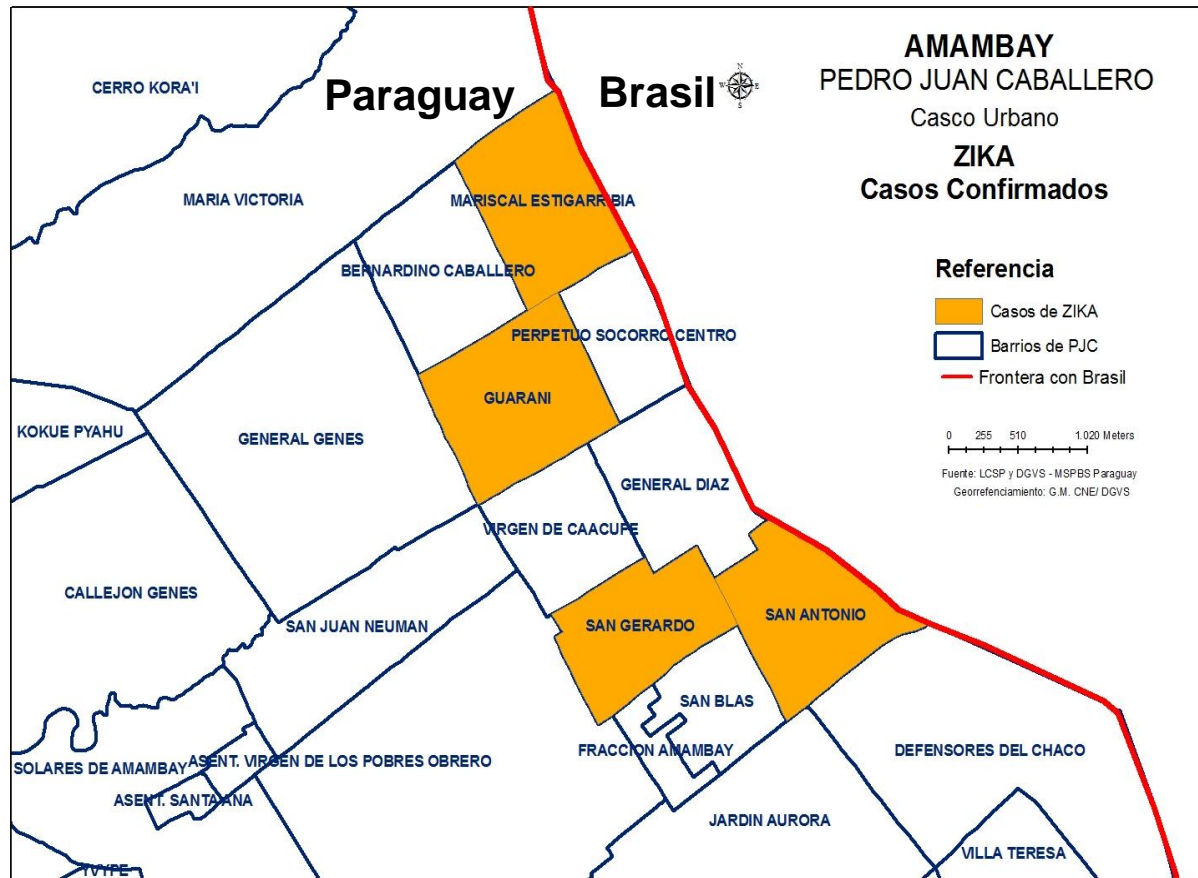 AMAMBAY
PEDRO JUAN CABALLERO
Casco Urbano
ZIKA
Casos Confirmados
Paraguay
Brasil
N
W E
S
CERRO KORA'I
MARIA VICTORIA
MARISCAL ESTIGARRIBIA
BERNARDINO CABALLERO
PERPETUO SOCORRO CENTRO
GUARANI
KOKUE PYAHU
GENERAL GENES
GENERAL DIAZ
VIRGEN DE CAACUPE
CALLEJON GENES
SAN JUAN NEUMAN
SAN GERARDO
SAN ANTONIO
SAN BLAS
FRACCION AMAMBAY
DEFENSORES DEL CHACO
SOLARES DE AMAMBAY
ASENT. VIRGEN DE LOS POBRES OBRERO
ASENT. SANTA ANA
JARDIN AURORA
VILLA TERESA
YVYPE
Referencia
Casos de ZIKA
Barrios de PJC
Frontera con Brasil
0 255 510 1.020 Meters
Fuente: LCSP y DGVS - MSPBS Paraguay
Georrefenciamiento: G.M. CNE/ DGVS